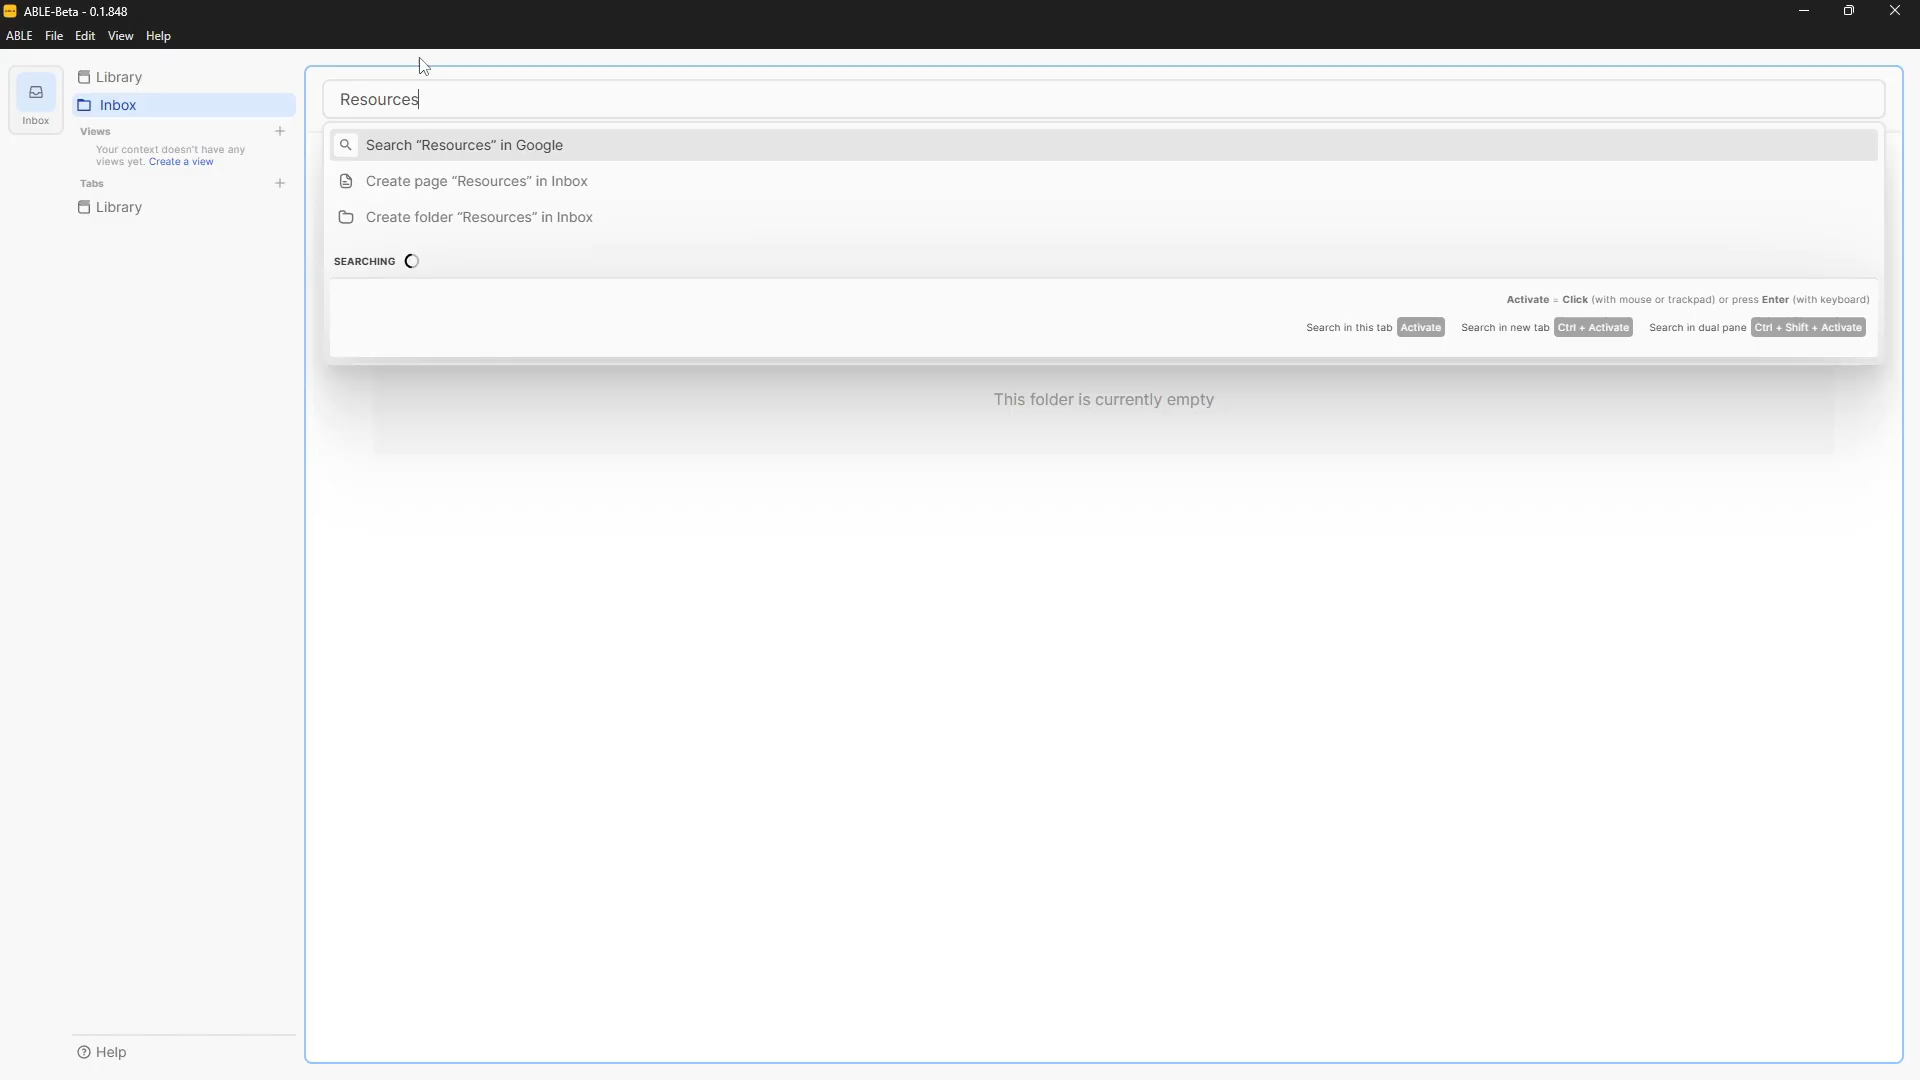 ABLE-Beta - 0.1.848
ABLE File Edit View Help
Inbox
Library
Inbox
Views
Your context doesn't have any
views yet. Create a view
Tabs
Library
Help
Resources
Search “Resources” in Google
Create page “Resources” in Inbox
Create folder “Resources” in Inbox
SEARCHING
Activate = Click (with mouse or trackpad) or press Enter (with keyboard)
Search in this tab Activate Search in new tab Ctrl + Activate Search in dual pane Ctrl + Shift + Activate
This folder is currently empty